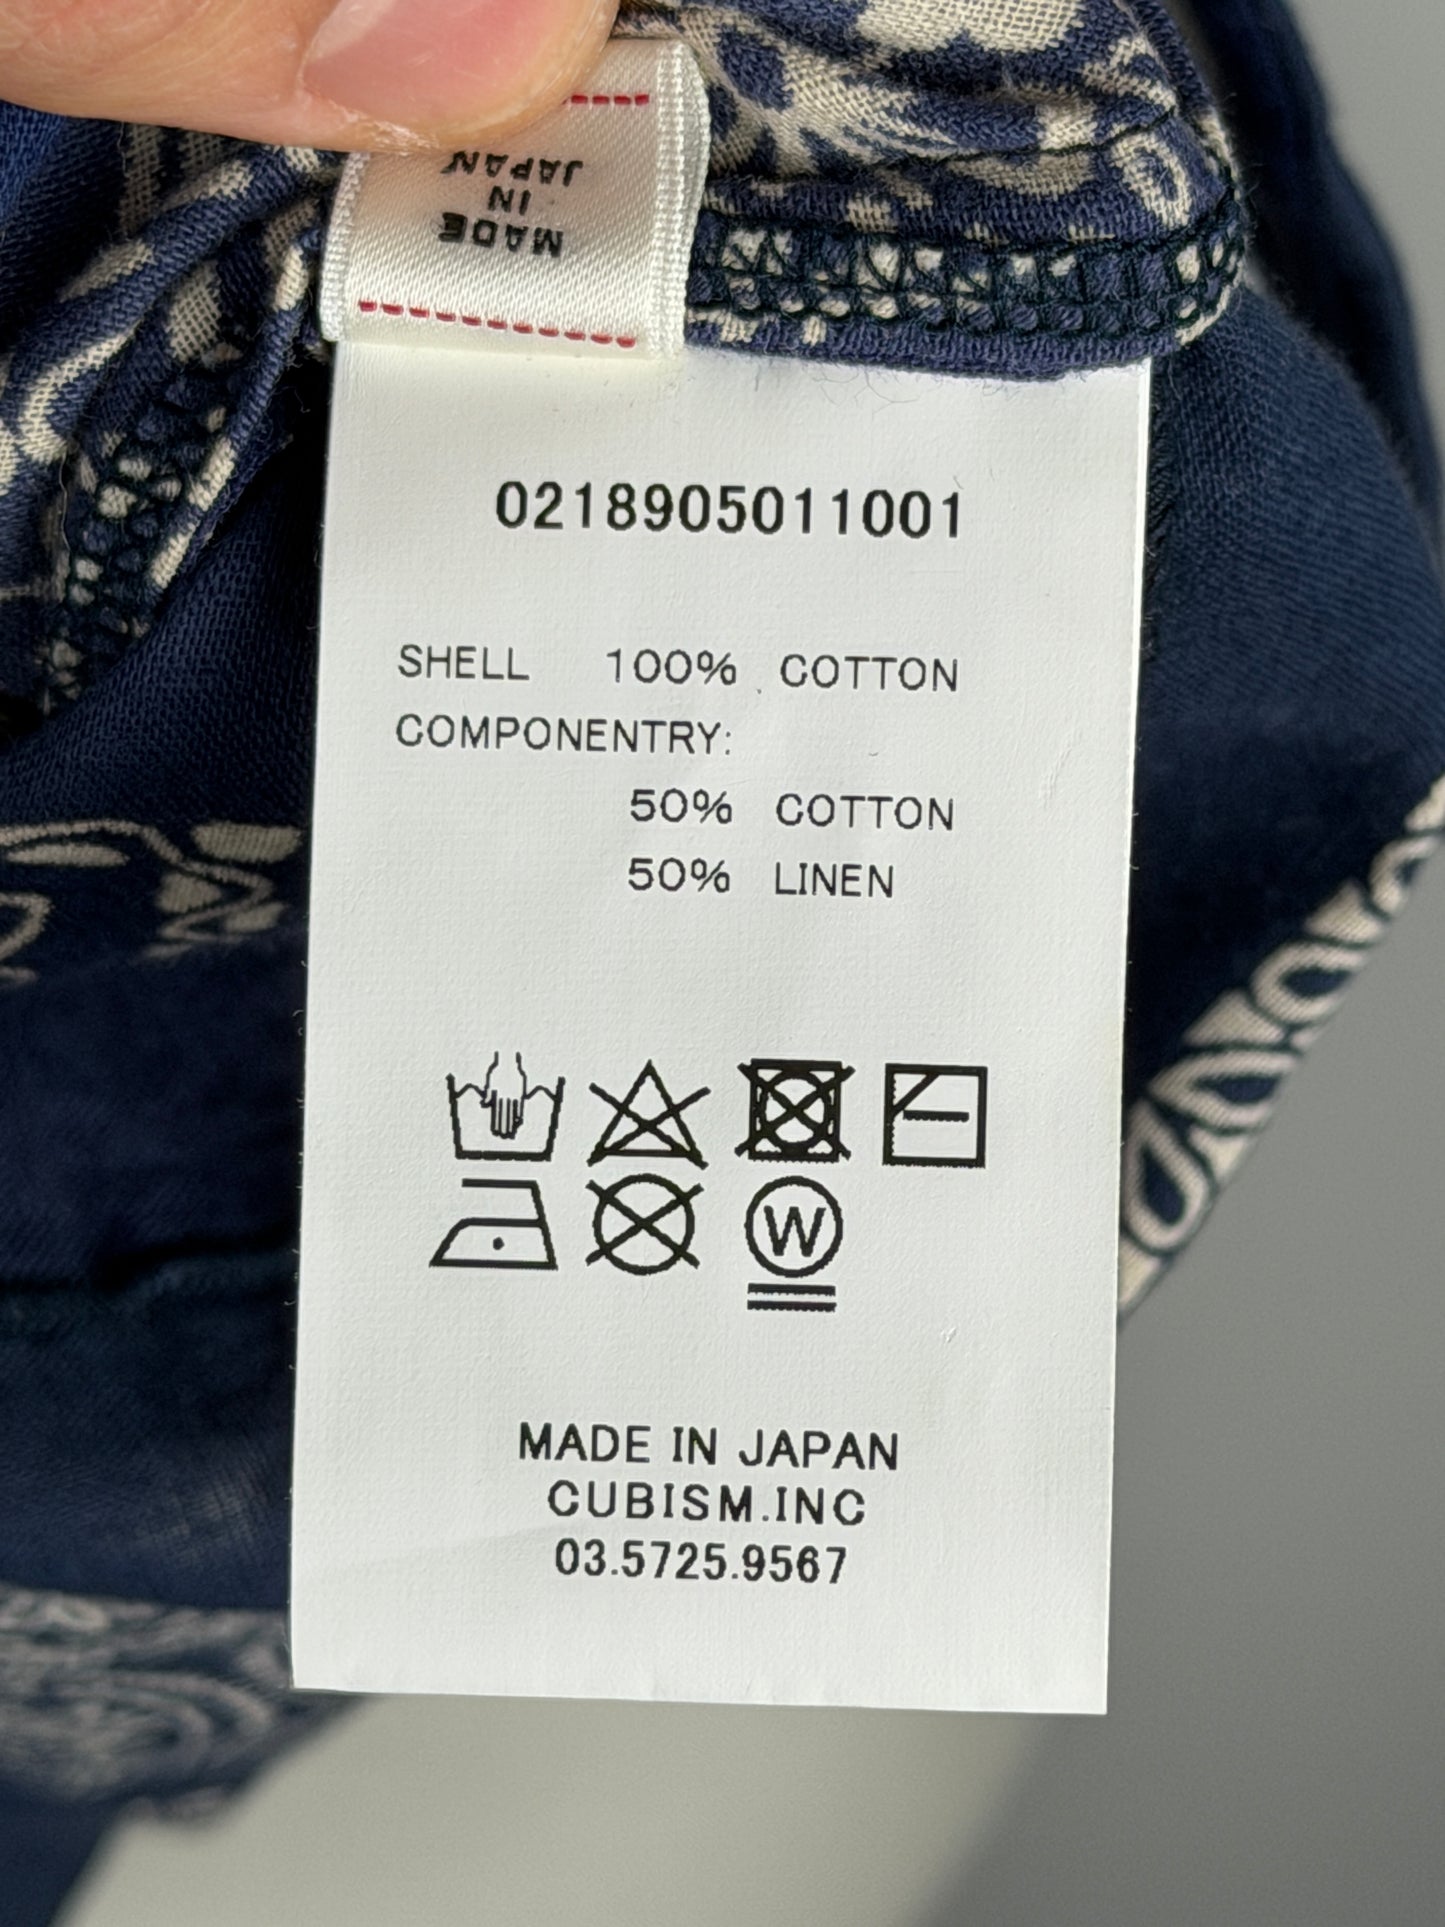 MADE
IN
JAPAN
0218905011001
SHELL 100% COTTON
COMPONENTRY:
50% COTTON
50% LINEN
W
MADE IN JAPAN
CUBISM.INC
03.5725.9567